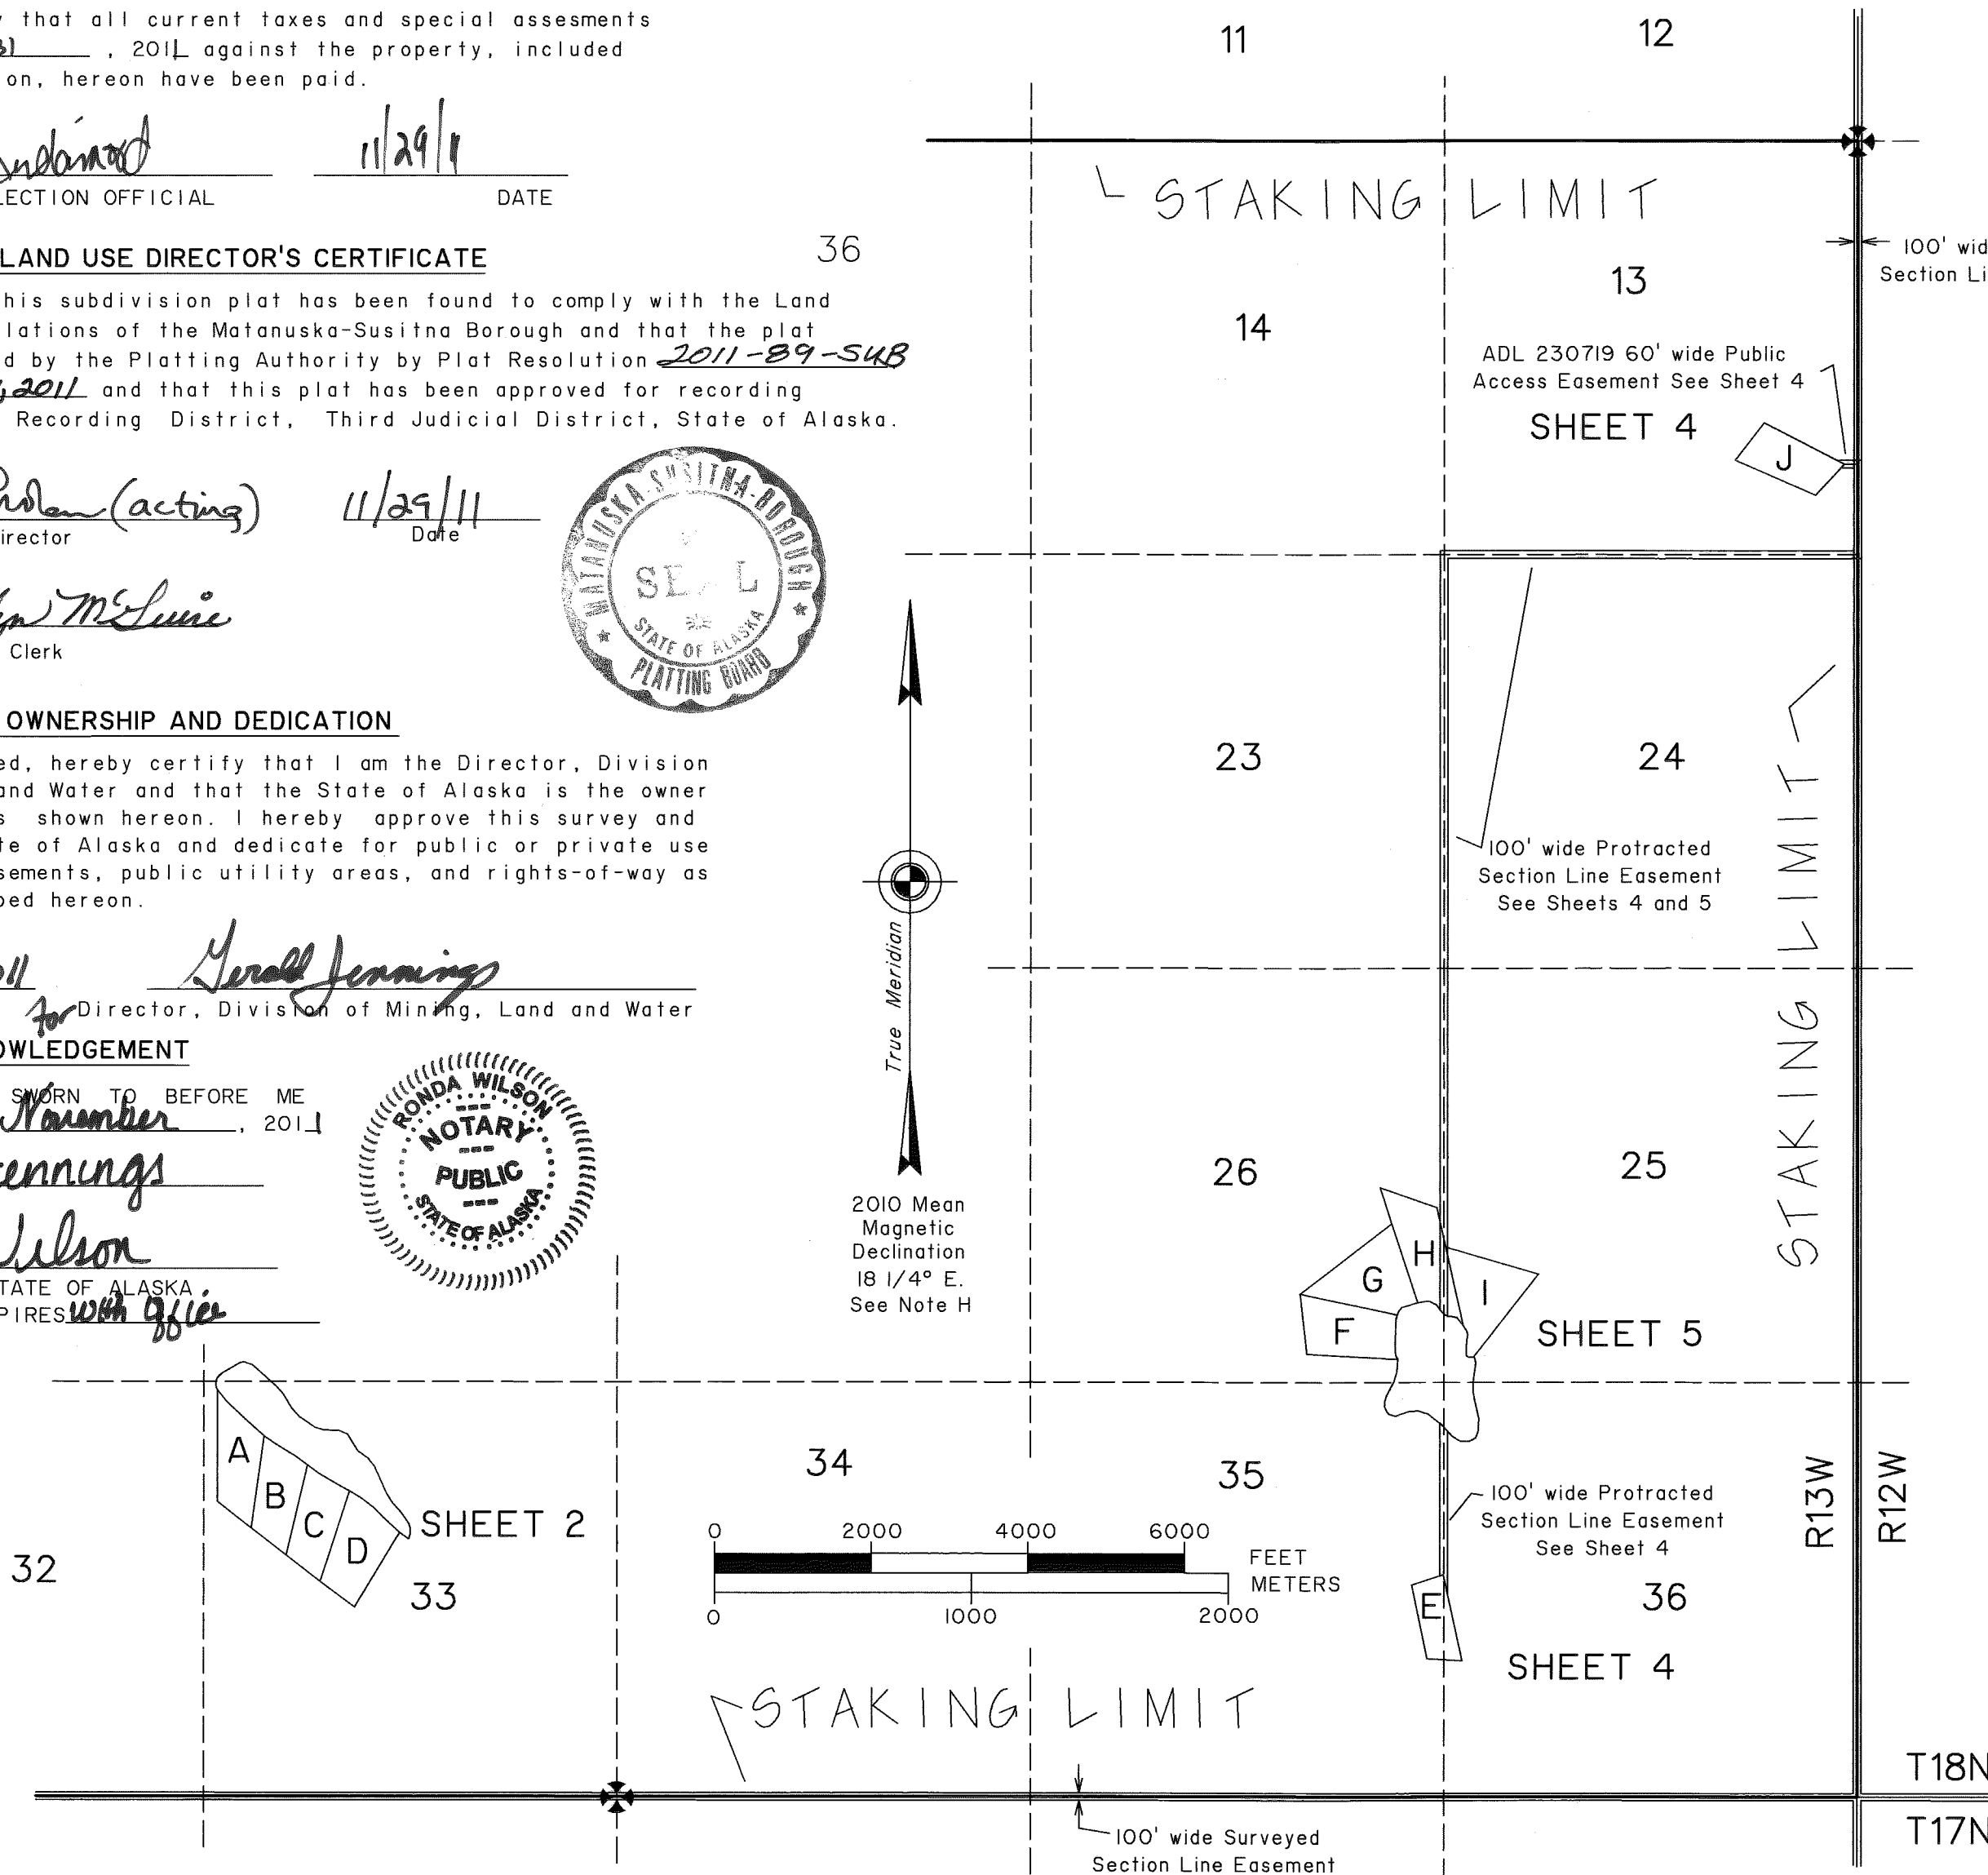 that all current taxes and special assesments
31 , 2011 against the property, included
on, hereon have been paid.
11/29/11
LECTION OFFICIAL DATE
LAND USE DIRECTOR'S CERTIFICATE
his subdivision plat has been found to comply with the Land
lations of the Matanuska-Susitna Borough and that the plat
d by the Platting Authority by Plat Resolution 2011-89-SUB
, 2011 and that this plat has been approved for recording
Recording District, Third Judicial District, State of Alaska.
(acting) 11/29/11
irector Date
McGuire
Clerk
MATANUSKA-SUSITNA-BOROUGH
SE L
STATE OF ALASKA
PLATTING BOARD
OWNERSHIP AND DEDICATION
ed, hereby certify that I am the Director, Division
and Water and that the State of Alaska is the owner
s shown hereon. I hereby approve this survey and
te of Alaska and dedicate for public or private use
sements, public utility areas, and rights-of-way as
bed hereon.
011 Gerald Jennings
for Director, Division of Mining, Land and Water
OWLEDGEMENT
SWORN TO BEFORE ME
November , 2011
Jennings
Wilson
TATE OF ALASKA
PIRES with office
RONDA WILSON
NOTARY
PUBLIC
STATE OF ALASKA
36
11
12
STAKING LIMIT
100' wid
Section Li
13
14
ADL 230719 60' wide Public
Access Easement See Sheet 4
SHEET 4
J
23
24
100' wide Protracted
Section Line Easement
See Sheets 4 and 5
STAKING LIMIT
True Meridian
2010 Mean
Magnetic
Declination
18 1/4° E.
See Note H
26
25
H
G
I
F
SHEET 5
A
B
C
D
SHEET 2
32
33
34
35
0 2000 4000 6000
FEET
METERS
0 1000 2000
100' wide Protracted
Section Line Easement
See Sheet 4
R13W
R12W
E
36
SHEET 4
STAKING LIMIT
T18N
T17N
100' wide Surveyed
Section Line Easement